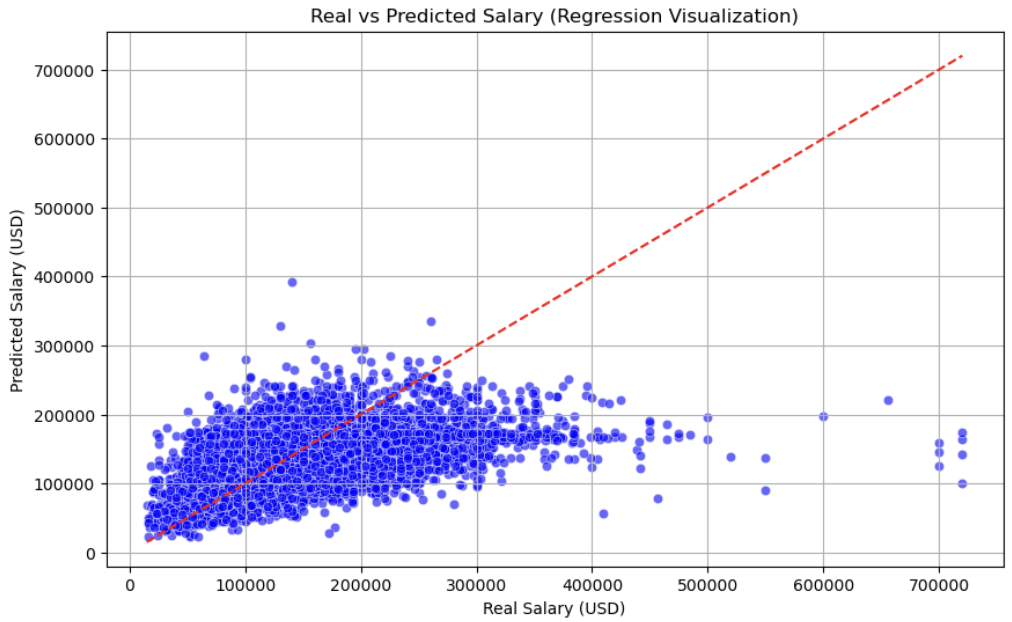 Real vs Predicted Salary (Regression Visualization)
Predicted Salary (USD)
700000
600000
500000
400000
300000
200000
100000
0
0 100000 200000 300000 400000 500000 600000 700000
Real Salary (USD)